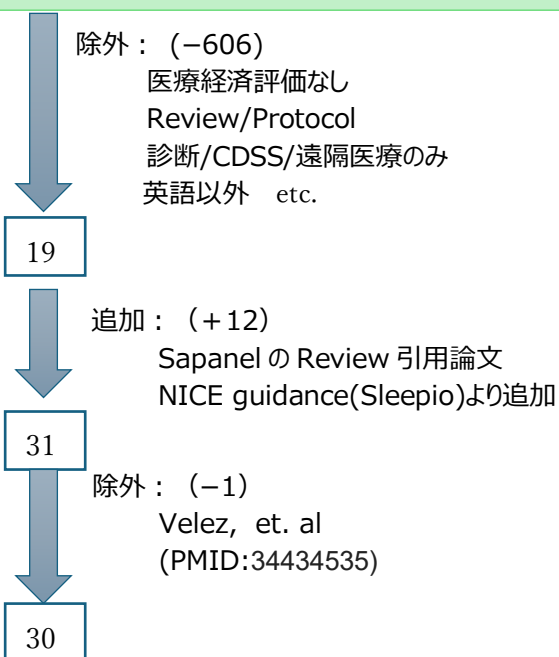 除外： (−606)
医療経済評価なし
Review/Protocol
診断/CDSS/遠隔医療のみ
英語以外　etc.
19
追加：（＋12）
Sapanel の Review 引用論文
NICE guidance(Sleepio)より追加
31
除外：（−1）
Velez, et. al
(PMID:34434535)
30